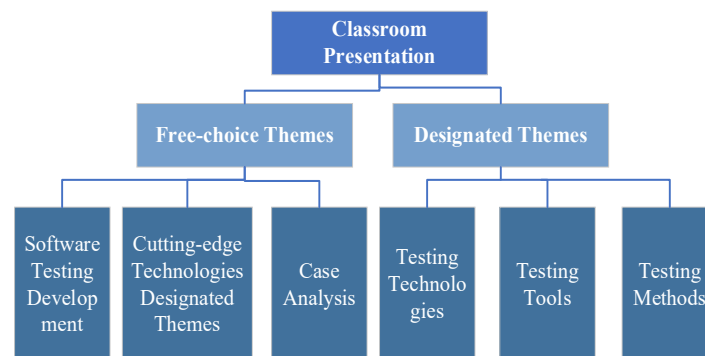 Classroom
Presentation
Free-choice Themes
Designated Themes
Software
Testing
Develop
ment
Cutting-edge
Technologies
Designated
Themes
Case
Analysis
Testing
Technolo
gies
Testing
Tools
Testing
Methods